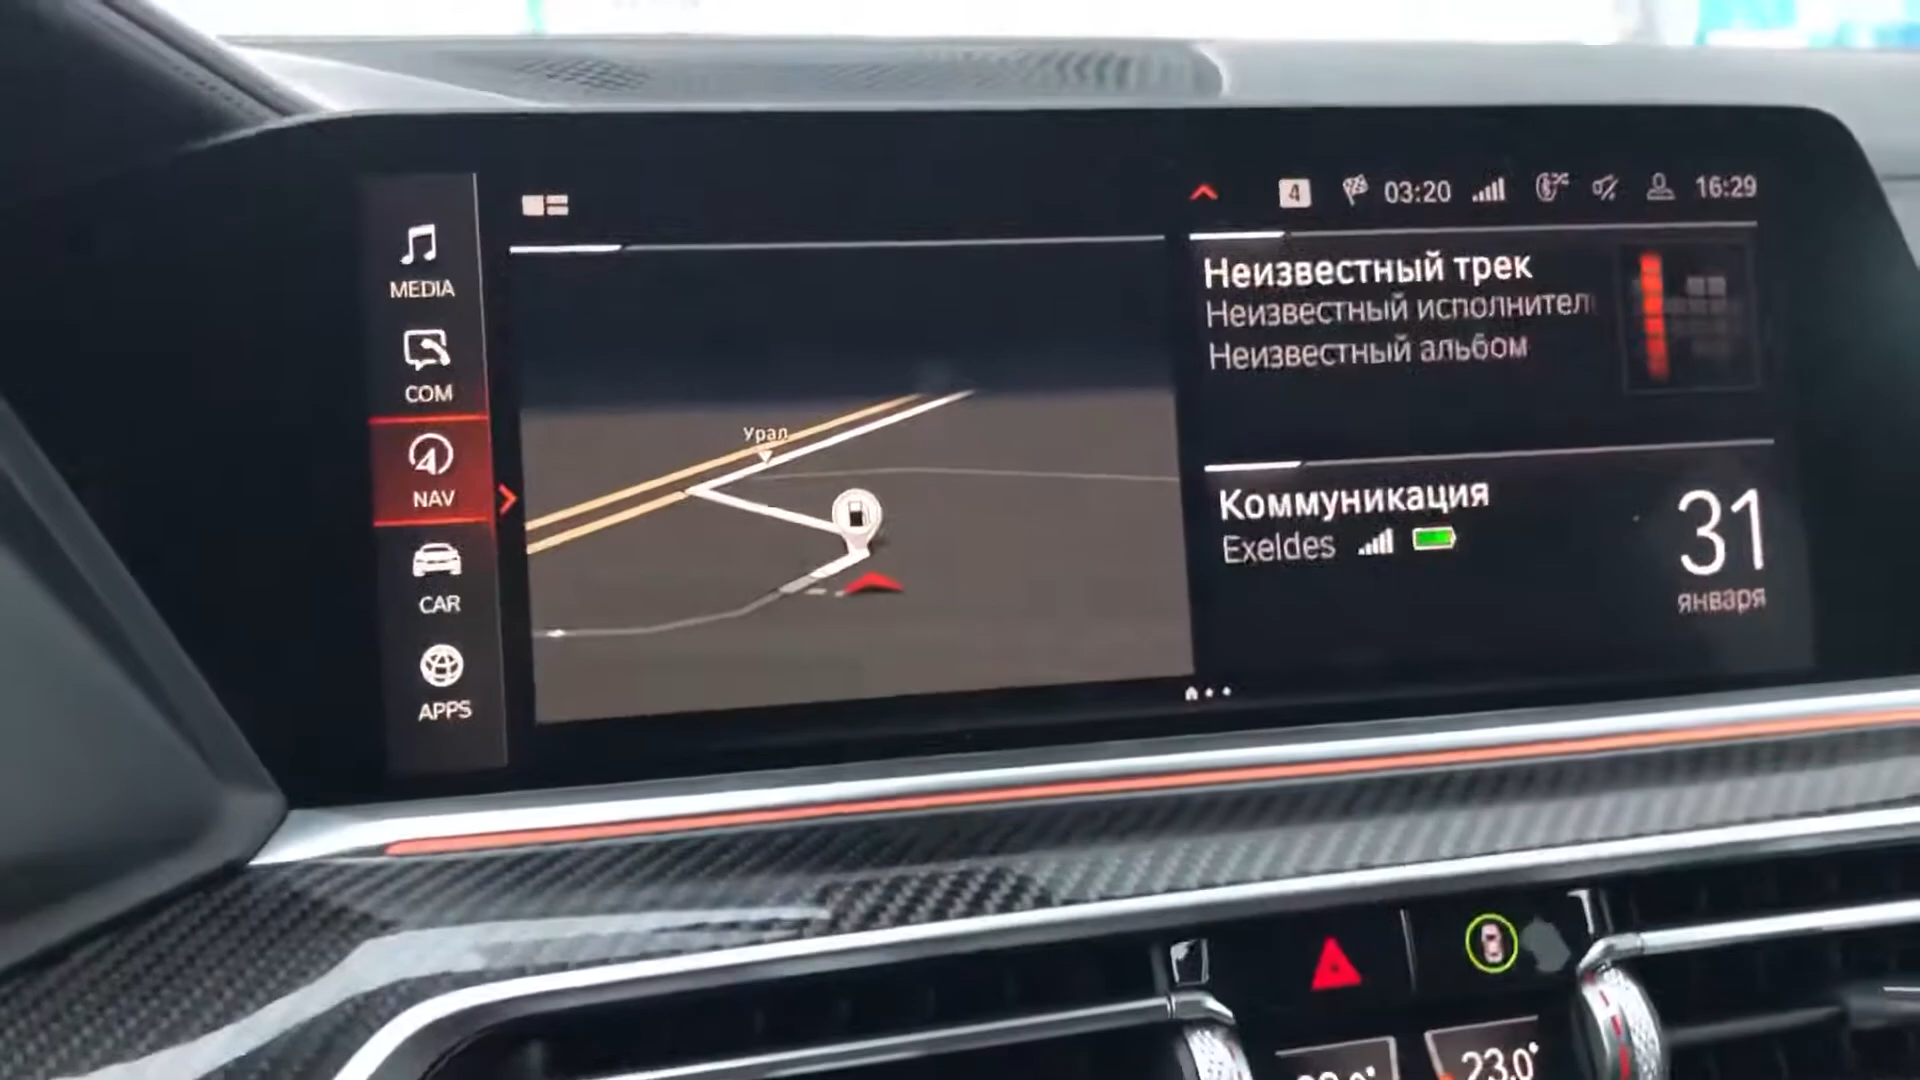 MEDIA
COM
NAV
CAR
APPS
Урал
4 03:20 16:29
Неизвестный трек
Неизвестный исполнител
Неизвестный альбом
Коммуникация
Exeldes
31
января
23.0°